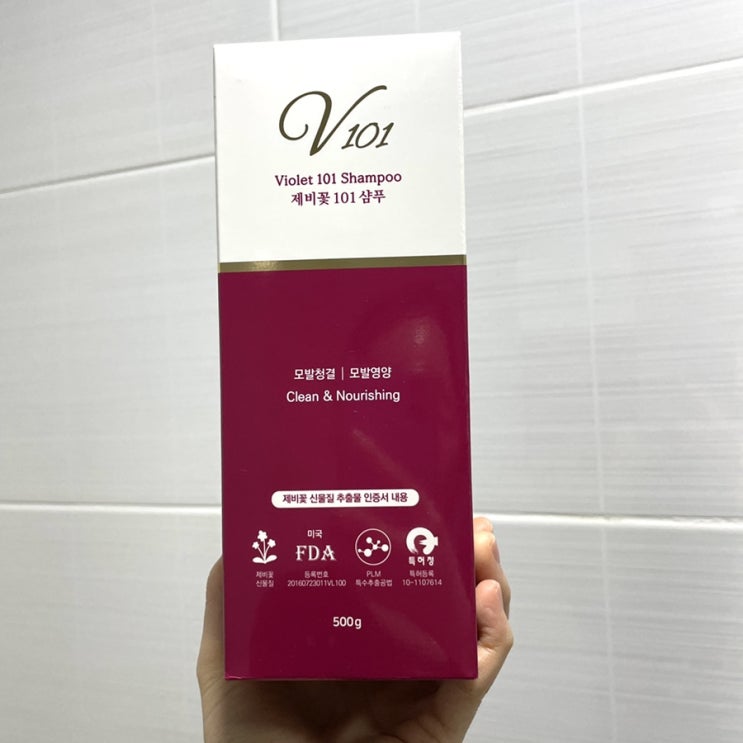 V101
Violet 101 Shampoo
제비꽃 101 샴푸
모발청결 | 모발영양
Clean & Nourishing
제비꽃 신물질 추출물 인증서 내용
제비꽃
신물질
미국
FDA
등록번호
20160723011VL100
PLM
특수추출공법
특허청
특허등록
10-1107614
500g